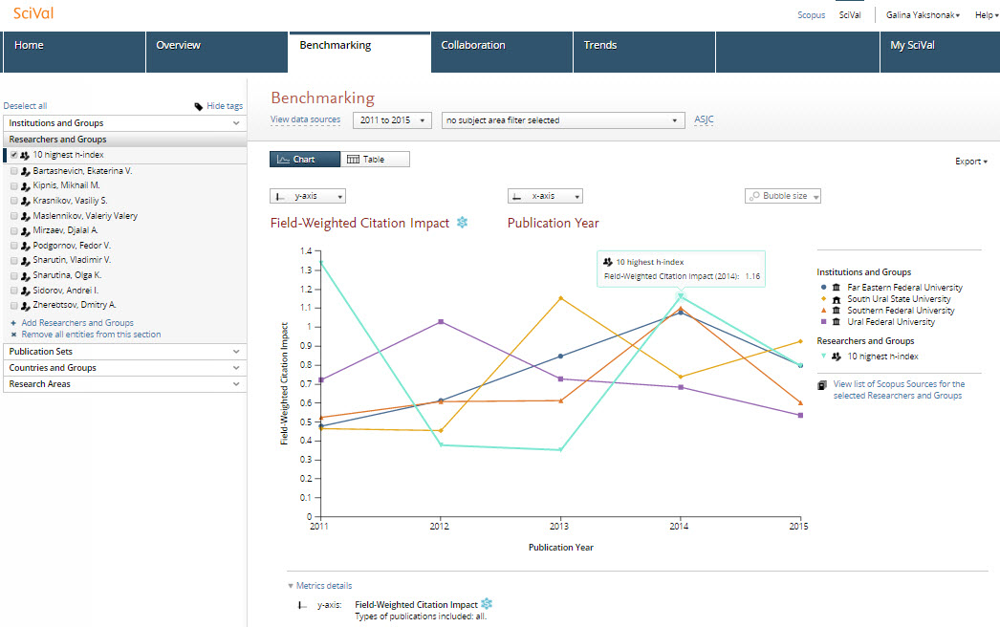 SciVal
Scopus SciVal Galina Yakshonak Help
Home Overview Benchmarking Collaboration Trends My SciVal
Deselect all Hide tags
Institutions and Groups
Researchers and Groups
10 highest h-index
Bartashevich, Ekaterina V.
Kipnis, Mikhail M.
Krasnikov, Vasiliy S.
Maslennikov, Valeriy Valery
Mirzaev, Djalal A.
Podgornov, Fedor V.
Sharutin, Vladimir V.
Sharutina, Olga K.
Sidorov, Andrei I.
Zherebtsov, Dmitry A.
Add Researchers and Groups
Remove all entities from this section
Publication Sets
Countries and Groups
Research Areas
Benchmarking
View data sources 2011 to 2015 no subject area filter selected ASJC
Chart Table
Export
y-axis x-axis Bubble size
Field-Weighted Citation Impact Publication Year
10 highest h-index
Field-Weighted Citation Impact (2014): 1.16
Field-Weighted Citation Impact
1.4
1.3
1.2
1.1
1
0.9
0.8
0.7
0.6
0.5
0.4
0.3
0.2
0.1
0
2011 2012 2013 2014 2015
Publication Year
Institutions and Groups
Far Eastern Federal University
South Ural State University
Southern Federal University
Ural Federal University
Researchers and Groups
10 highest h-index
View list of Scopus Sources for the
selected Researchers and Groups
Metrics details
y-axis: Field-Weighted Citation Impact
Types of publications included: all.